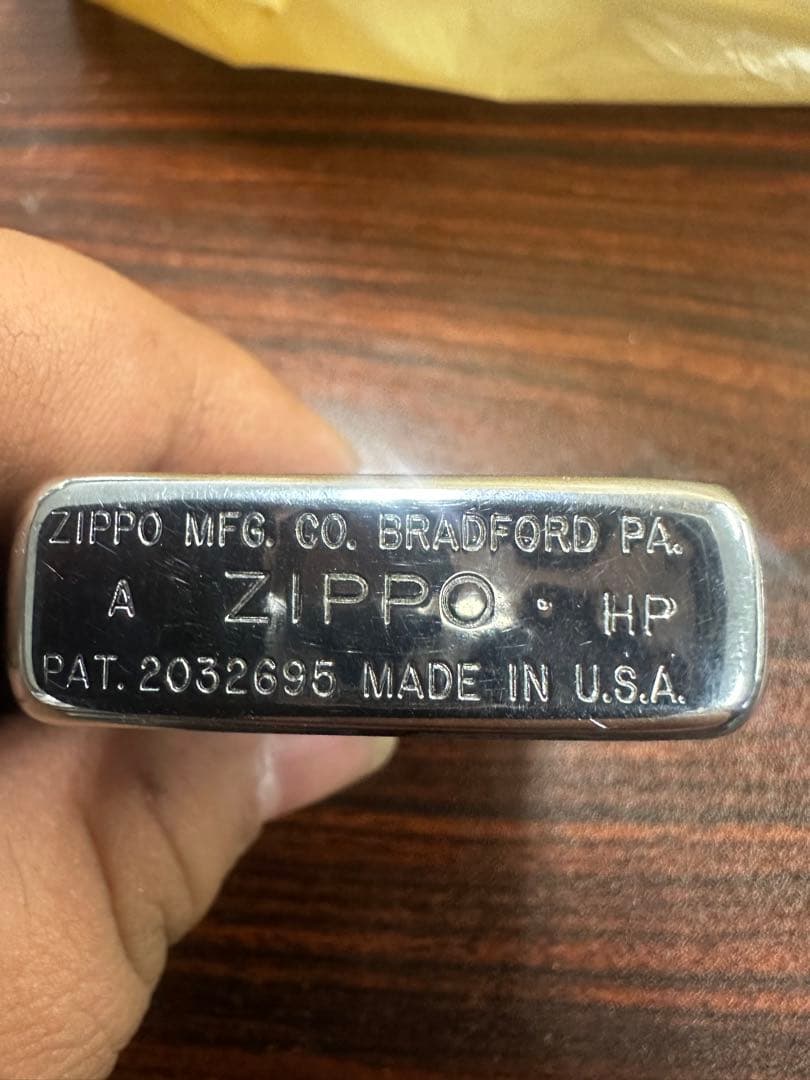 ZIPPO MFG. CO. BRADFORD PA.
A ZIPPO · HP
PAT. 2032695 MADE IN U.S.A.